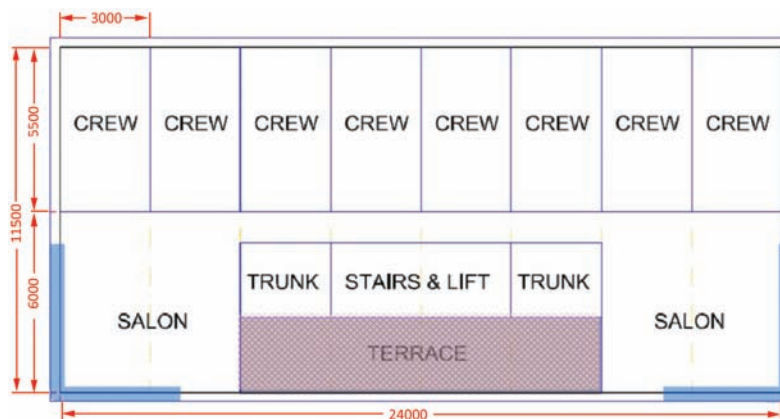 3000
CREW CREW CREW CREW CREW CREW CREW CREW
5500
11500
6000
TRUNK STAIRS & LIFT TRUNK
SALON SALON
TERRACE
24000